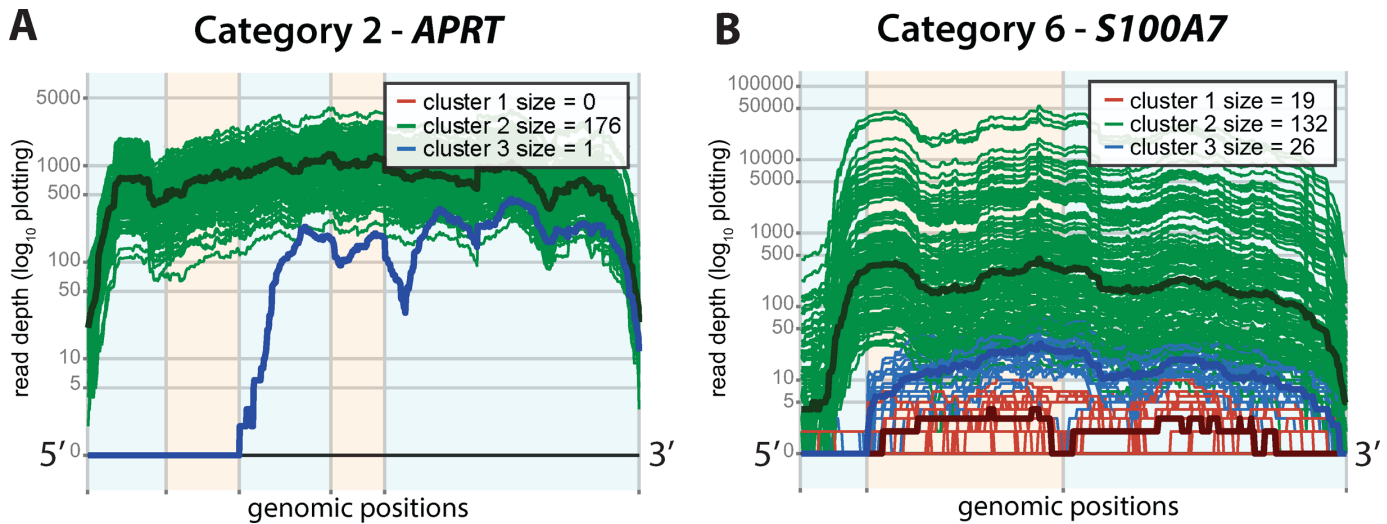 A
Category 2 - APRT
read depth (log10 plotting)
5000
1000
500
100
50
10
5
0
cluster 1 size = 0
cluster 2 size = 176
cluster 3 size = 1
5′
3′
genomic positions
B
Category 6 - S100A7
read depth (log10 plotting)
100000
50000
10000
5000
1000
500
100
50
10
5
0
cluster 1 size = 19
cluster 2 size = 132
cluster 3 size = 26
5′
3′
genomic positions